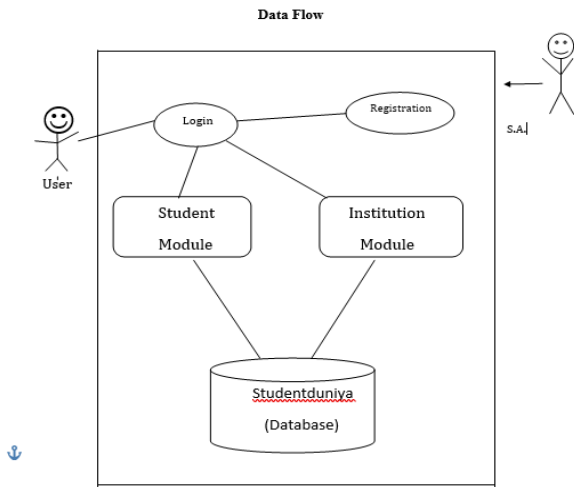 Data Flow
Registration
Login
S.A.
User
Student
Module
Institution
Module
Studentduniya
(Database)